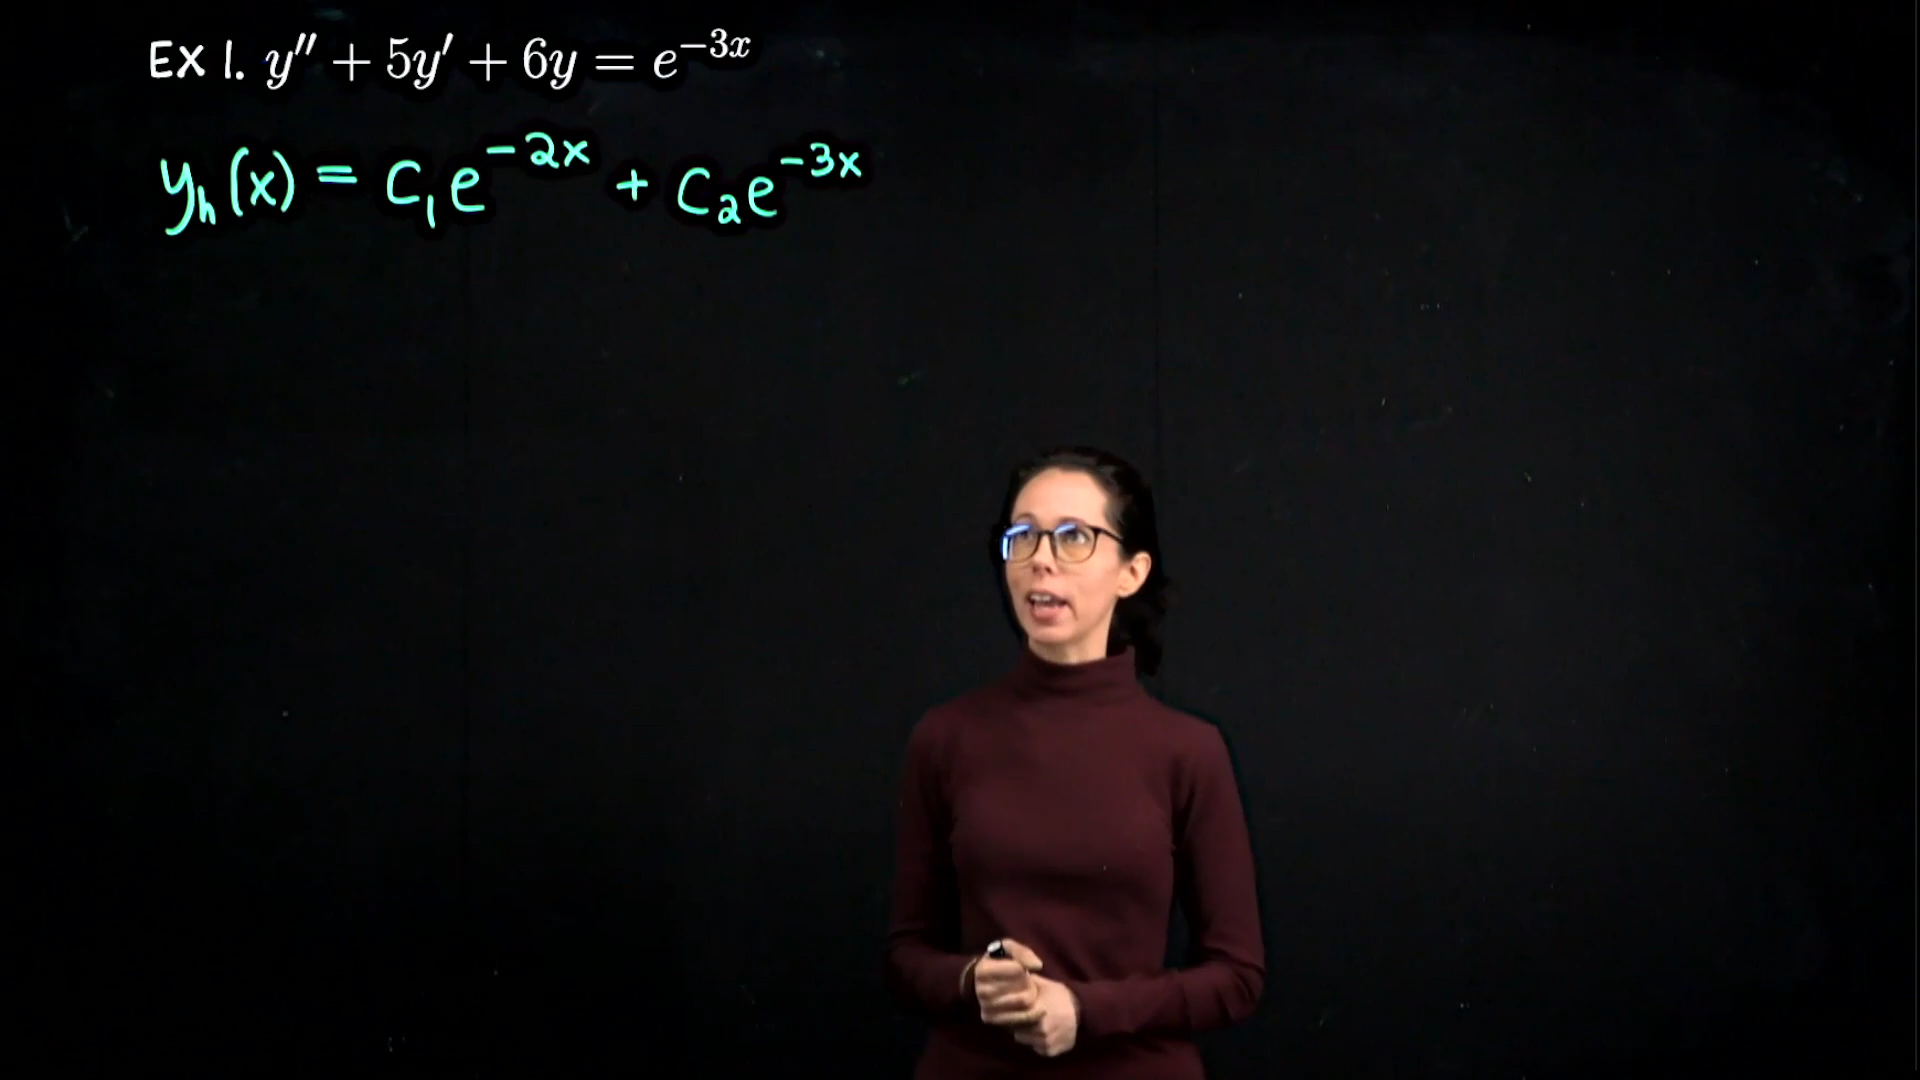 EX 1. y″ + 5y′ + 6y = e^{-3x}
y_h(x) = c_1e^{-2x} + c_2e^{-3x}